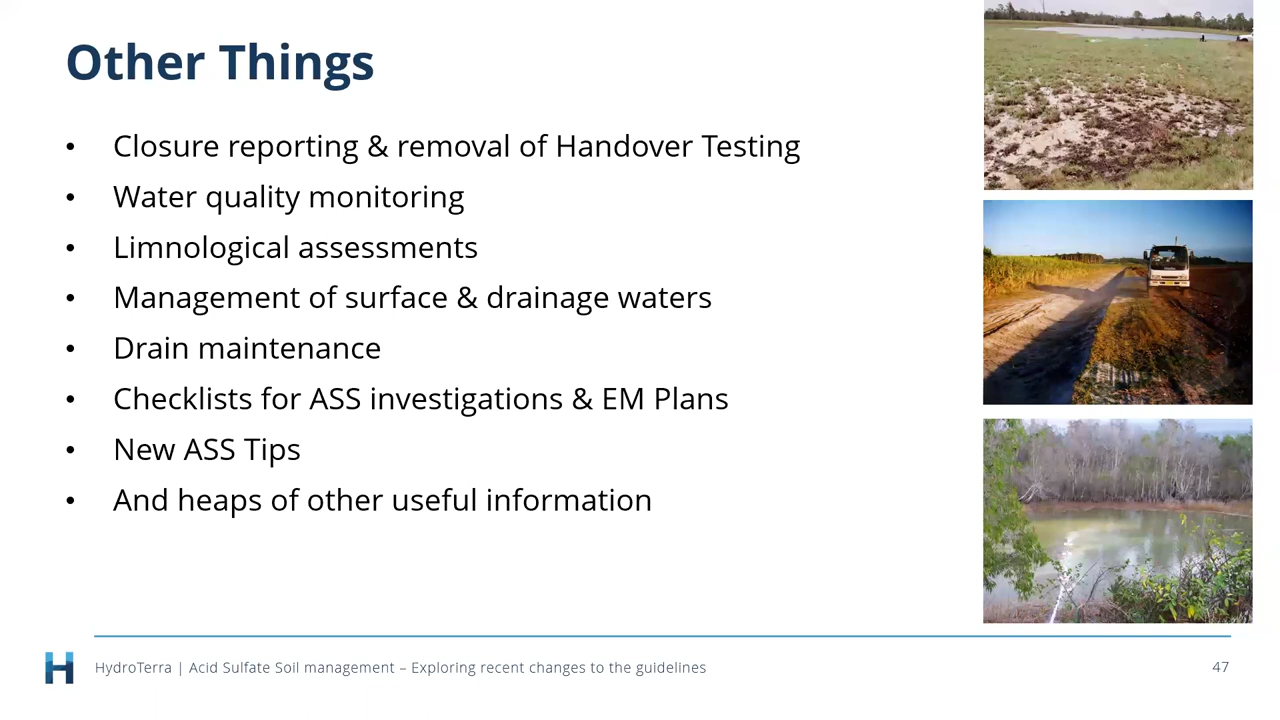 Other Things
• Closure reporting & removal of Handover Testing
• Water quality monitoring
• Limnological assessments
• Management of surface & drainage waters
• Drain maintenance
• Checklists for ASS investigations & EM Plans
• New ASS Tips
• And heaps of other useful information
HydroTerra | Acid Sulfate Soil management – Exploring recent changes to the guidelines
47